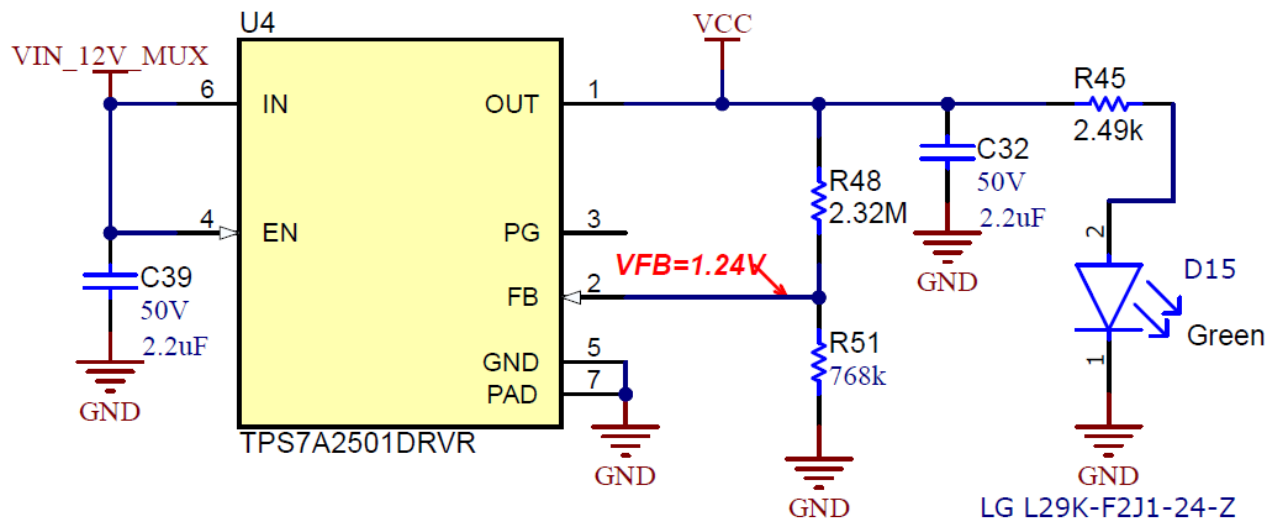 U4
VIN_12V_MUX
6
IN
OUT
1
4
EN
PG
3
FB
2
GND
5
PAD
7
TPS7A2501DRVR
C39
50V
2.2uF
GND
GND
VCC
R48
2.32M
VFB=1.24V
R51
768k
GND
C32
50V
2.2uF
GND
R45
2.49k
2
D15
Green
1
GND
LG L29K-F2J1-24-Z